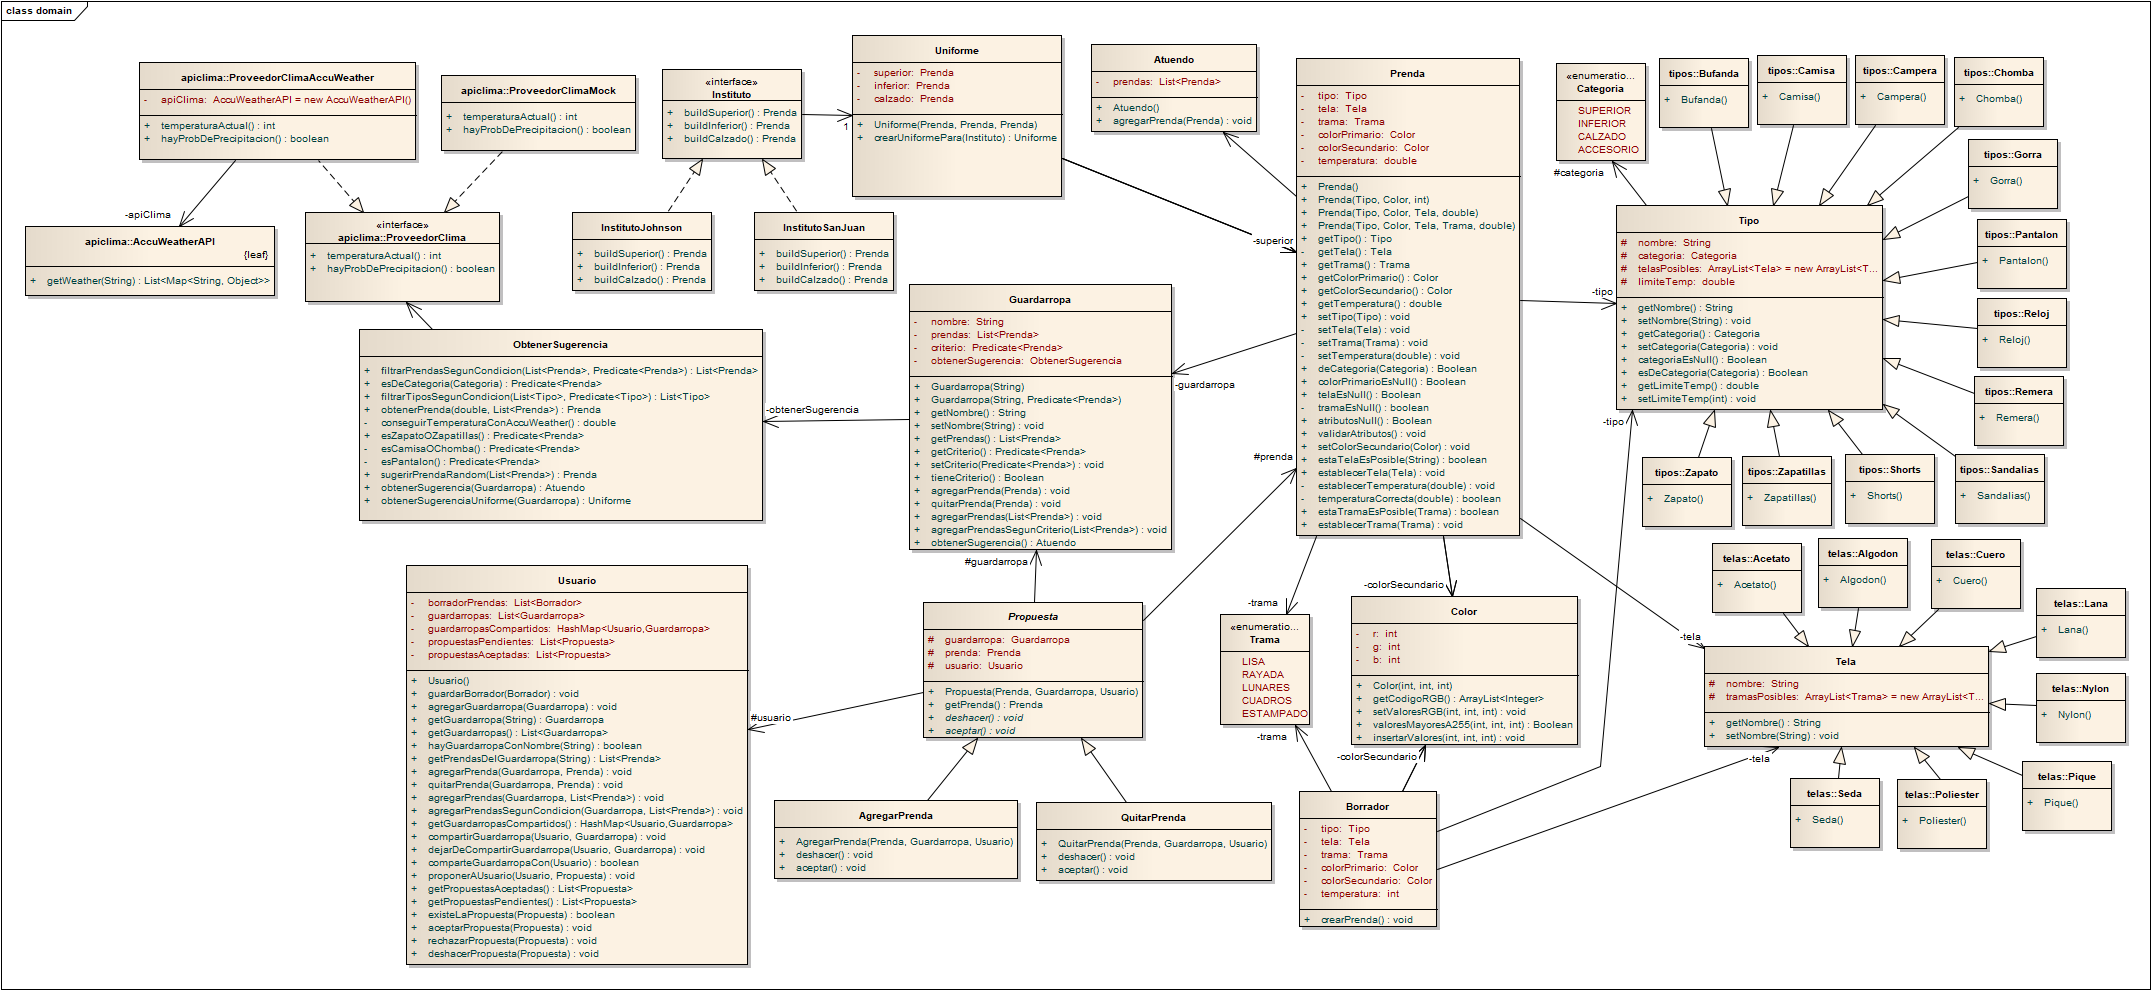 class domain
apiclima::ProveedorClimaAccuWeather
- apiClima: AccuWeatherAPI = new AccuWeatherAPI()
+ temperaturaActual() : int
+ hayProbDePrecipitacion() : boolean
apiclima::ProveedorClimaMock
+ temperaturaActual() : int
+ hayProbDePrecipitacion() : boolean
«interface»
Instituto
+ buildSuperior() : Prenda
+ buildInferior() : Prenda
+ buildCalzado() : Prenda
1
Uniforme
- superior: Prenda
- inferior: Prenda
- calzado: Prenda
+ Uniforme(Prenda, Prenda, Prenda)
+ crearUniformePara(Instituto) : Uniforme
Atuendo
- prendas: List<Prenda>
+ Atuendo()
+ agregarPrenda(Prenda) : void
-apiClima
apiclima::AccuWeatherAPI
{leaf}
+ getWeather(String) : List<Map<String, Object>>
«interface»
apiclima::ProveedorClima
+ temperaturaActual() : int
+ hayProbDePrecipitacion() : boolean
InstitutoJohnson
+ buildSuperior() : Prenda
+ buildInferior() : Prenda
+ buildCalzado() : Prenda
InstitutoSanJuan
+ buildSuperior() : Prenda
+ buildInferior() : Prenda
+ buildCalzado() : Prenda
-superior
Prenda
- tipo: Tipo
- tela: Tela
- trama: Trama
- colorPrimario: Color
- colorSecundario: Color
- temperatura: double
+ Prenda()
+ Prenda(Tipo, Color, int)
+ Prenda(Tipo, Color, Tela, double)
+ Prenda(Tipo, Color, Tela, Trama, double)
+ getTipo() : Tipo
+ getTela() : Tela
+ getTrama() : Trama
+ getColorPrimario() : Color
+ getColorSecundario() : Color
+ getTemperatura() : double
+ setTipo(Tipo) : void
- setTela(Tela) : void
- setTrama(Trama) : void
- setTemperatura(double) : void
+ deCategoria(Categoria) : Boolean
+ colorPrimarioEsNull() : Boolean
+ telaEsNull() : Boolean
- tramaEsNull() : boolean
+ atributosNull() : Boolean
+ validarAtributos() : void
+ setColorSecundario(Color) : void
+ estaTelaEsPosible(String) : boolean
+ establecerTela(Tela) : void
- establecerTemperatura(double) : void
- temperaturaCorrecta(double) : boolean
+ estaTramaEsPosible(Trama) : boolean
+ establecerTrama(Trama) : void
«enumeratio...
Categoria
SUPERIOR
INFERIOR
CALZADO
ACCESORIO
#categoria
tipos::Bufanda
+ Bufanda()
tipos::Camisa
+ Camisa()
tipos::Campera
+ Campera()
tipos::Chomba
+ Chomba()
tipos::Gorra
+ Gorra()
tipos::Pantalon
+ Pantalon()
tipos::Reloj
+ Reloj()
tipos::Remera
+ Remera()
Tipo
# nombre: String
# categoria: Categoria
# telasPosibles: ArrayList<Tela> = new ArrayList<T...
# limiteTemp: double
+ getNombre() : String
+ setNombre(String) : void
+ getCategoria() : Categoria
+ setCategoria(Categoria) : void
+ categoriaEsNull() : Boolean
+ esDeCategoria(Categoria) : Boolean
+ getLimiteTemp() : double
+ setLimiteTemp(int) : void
-tipo
-tipo
tipos::Zapato
+ Zapato()
tipos::Zapatillas
+ Zapatillas()
tipos::Shorts
+ Shorts()
tipos::Sandalias
+ Sandalias()
ObtenerSugerencia
+ filtrarPrendasSegunCondicion(List<Prenda>, Predicate<Prenda>) : List<Prenda>
+ esDeCategoria(Categoria) : Predicate<Prenda>
+ filtrarTiposSegunCondicion(List<Tipo>, Predicate<Tipo>) : List<Tipo>
+ obtenerPrenda(double, List<Prenda>) : Prenda
- conseguirTemperaturaConAccuWeather() : double
+ esZapatoOZapatillas() : Predicate<Prenda>
- esCamisaOChomba() : Predicate<Prenda>
- esPantalon() : Predicate<Prenda>
+ sugerirPrendaRandom(List<Prenda>) : Prenda
+ obtenerSugerencia(Guardarropa) : Atuendo
+ obtenerSugerenciaUniforme(Guardarropa) : Uniforme
-obtenerSugerencia
Guardarropa
- nombre: String
- prendas: List<Prenda>
- criterio: Predicate<Prenda>
- obtenerSugerencia: ObtenerSugerencia
+ Guardarropa(String)
+ Guardarropa(String, Predicate<Prenda>)
+ getNombre() : String
+ setNombre(String) : void
+ getPrendas() : List<Prenda>
+ getCriterio() : Predicate<Prenda>
+ setCriterio(Predicate<Prenda>) : void
+ tieneCriterio() : Boolean
+ agregarPrenda(Prenda) : void
+ quitarPrenda(Prenda) : void
+ agregarPrendas(List<Prenda>) : void
+ agregarPrendasSegunCriterio(List<Prenda>) : void
+ obtenerSugerencia() : Atuendo
-guardarropa
#prenda
#guardarropa
Usuario
- borradorPrendas: List<Borrador>
- guardarropas: List<Guardarropa>
- guardarropasCompartidos: HashMap<Usuario,Guardarropa>
- propuestasPendientes: List<Propuesta>
- propuestasAceptadas: List<Propuesta>
+ Usuario()
+ guardarBorrador(Borrador) : void
+ agregarGuardarropa(Guardarropa) : void
+ getGuardarropa(String) : Guardarropa
+ getGuardarropas() : List<Guardarropa>
+ hayGuardarropaConNombre(String) : boolean
+ getPrendasDelGuardarropa(String) : List<Prenda>
+ agregarPrenda(Guardarropa, Prenda) : void
+ quitarPrenda(Guardarropa, Prenda) : void
+ agregarPrendas(Guardarropa, List<Prenda>) : void
+ agregarPrendasSegunCondicion(Guardarropa, List<Prenda>) : void
+ getGuardarropasCompartidos() : HashMap<Usuario,Guardarropa>
+ compartirGuardarropa(Usuario, Guardarropa) : void
+ dejarDeCompartirGuardarropa(Usuario, Guardarropa) : void
+ comparteGuardarropaCon(Usuario) : boolean
+ proponerAUsuario(Usuario, Propuesta) : void
+ getPropuestasAceptadas() : List<Propuesta>
+ getPropuestasPendientes() : List<Propuesta>
+ existeLaPropuesta(Propuesta) : boolean
+ aceptarPropuesta(Propuesta) : void
+ rechazarPropuesta(Propuesta) : void
+ deshacerPropuesta(Propuesta) : void
#usuario
Propuesta
# guardarropa: Guardarropa
# prenda: Prenda
# usuario: Usuario
+ Propuesta(Prenda, Guardarropa, Usuario)
+ getPrenda() : Prenda
+ deshacer() : void
+ aceptar() : void
AgregarPrenda
+ AgregarPrenda(Prenda, Guardarropa, Usuario)
+ deshacer() : void
+ aceptar() : void
QuitarPrenda
+ QuitarPrenda(Prenda, Guardarropa, Usuario)
+ deshacer() : void
+ aceptar() : void
-trama
«enumeratio...
Trama
LISA
RAYADA
LUNARES
CUADROS
ESTAMPADO
-trama
-colorSecundario
Color
- r: int
- g: int
- b: int
+ Color(int, int, int)
+ getCodigoRGB() : ArrayList<Integer>
+ setValoresRGB(int, int, int) : void
+ valoresMayoresA255(int, int, int) : Boolean
+ insertarValores(int, int, int) : void
-colorSecundario
Borrador
- tipo: Tipo
- tela: Tela
- trama: Trama
- colorPrimario: Color
- colorSecundario: Color
- temperatura: int
+ crearPrenda() : void
telas::Acetato
+ Acetato()
telas::Algodon
+ Algodon()
telas::Cuero
+ Cuero()
telas::Lana
+ Lana()
-tela
Tela
# nombre: String
# tramasPosibles: ArrayList<Trama> = new ArrayList<T...
+ getNombre() : String
+ setNombre(String) : void
-tela
telas::Nylon
+ Nylon()
telas::Seda
+ Seda()
telas::Poliester
+ Poliester()
telas::Pique
+ Pique()